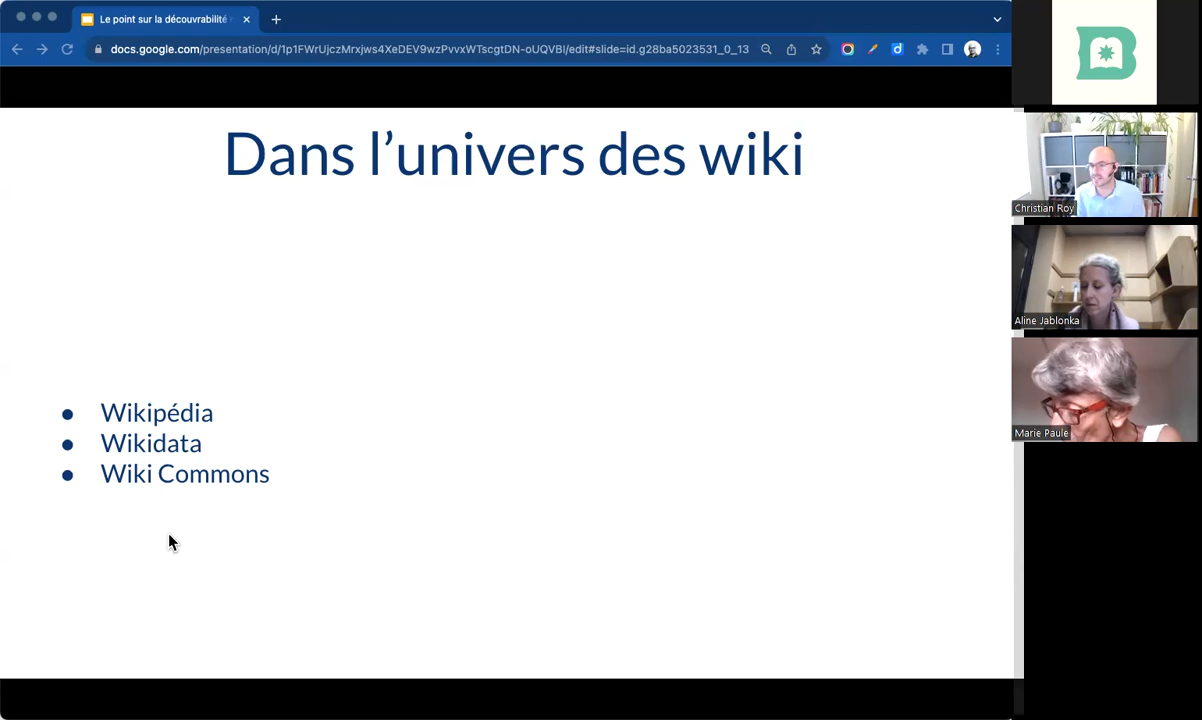 Le point sur la découvrabilité
docs.google.com/presentation/d/1p1FWrUjczMrxjws4XeDEV9wzPvvxWTscgtDN-oUQVBI/edit#slide=id.g28ba5023531_0_13
Dans l’univers des wiki
● Wikipédia
● Wikidata
● Wiki Commons
Christian Roy
Aline Jablonka
Marie Paule